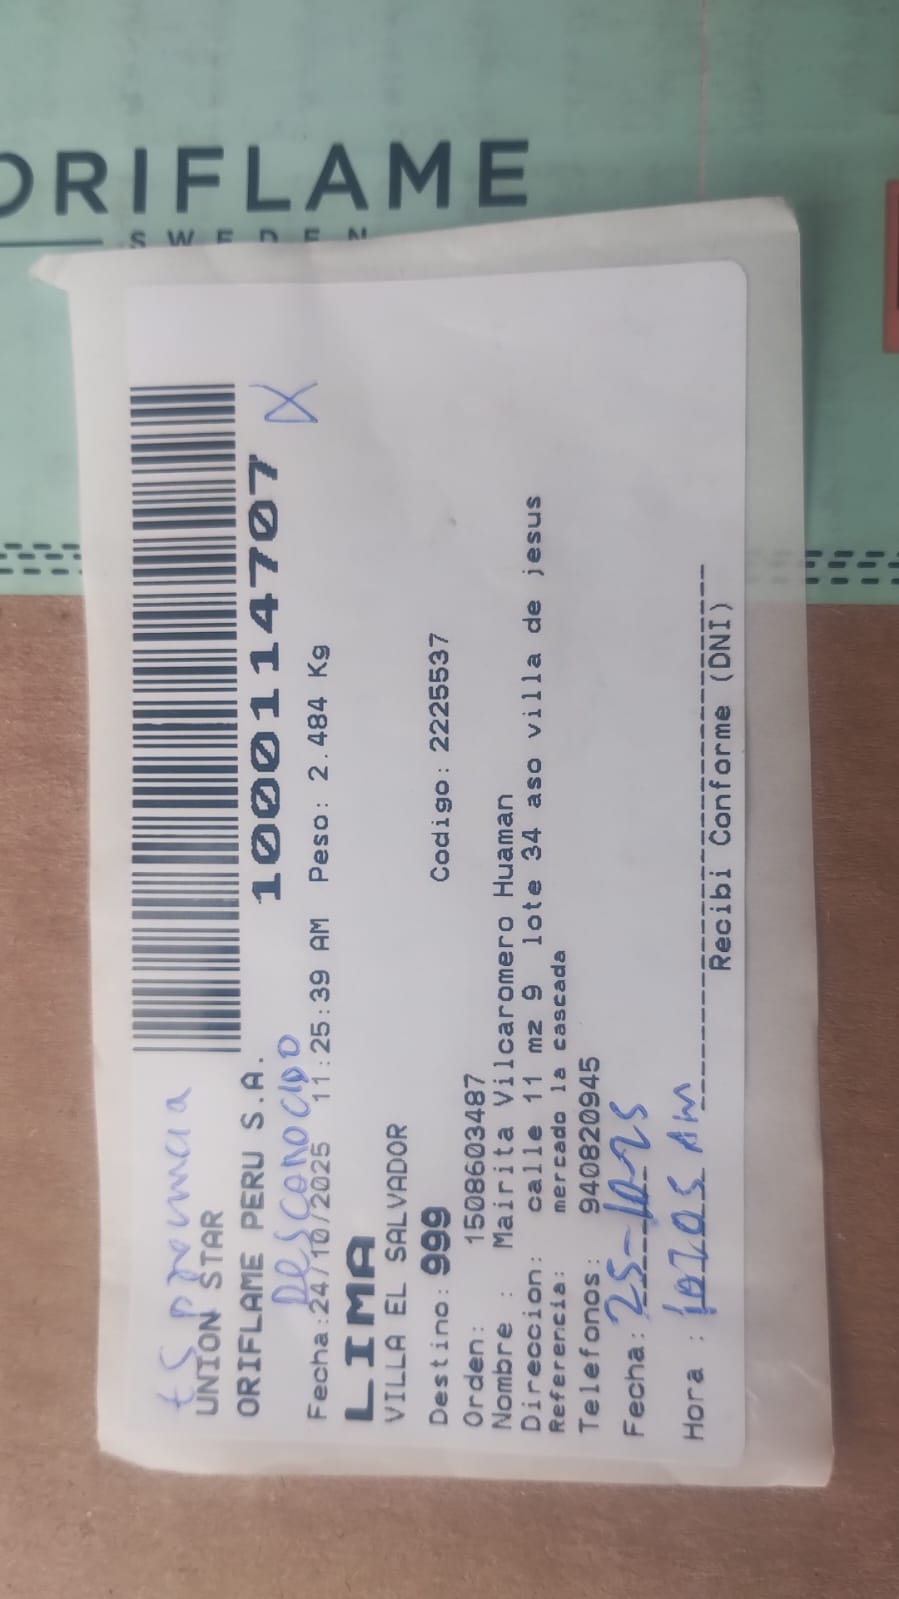 ORIFLAME
SWEDEN
es provincia
UNION STAR
ORIFLAME PERU S.A.
1000114707
DESCONOCIDO
Fecha:24/10/2025 11:25:39 AM Peso: 2.484 Kg
LIMA
VILLA EL SALVADOR
Destino: 999 Codigo: 2225537
Orden: 1508603487
Nombre : Mairita Vilcaromero Huaman
Direccion: calle 11 mz 9 lote 34 aso villa de jesus
Referencia: mercado la cascada
Telefonos: 940820945
Fecha: 25-10-25
Hora : AM
Recibi Conforme (DNI)